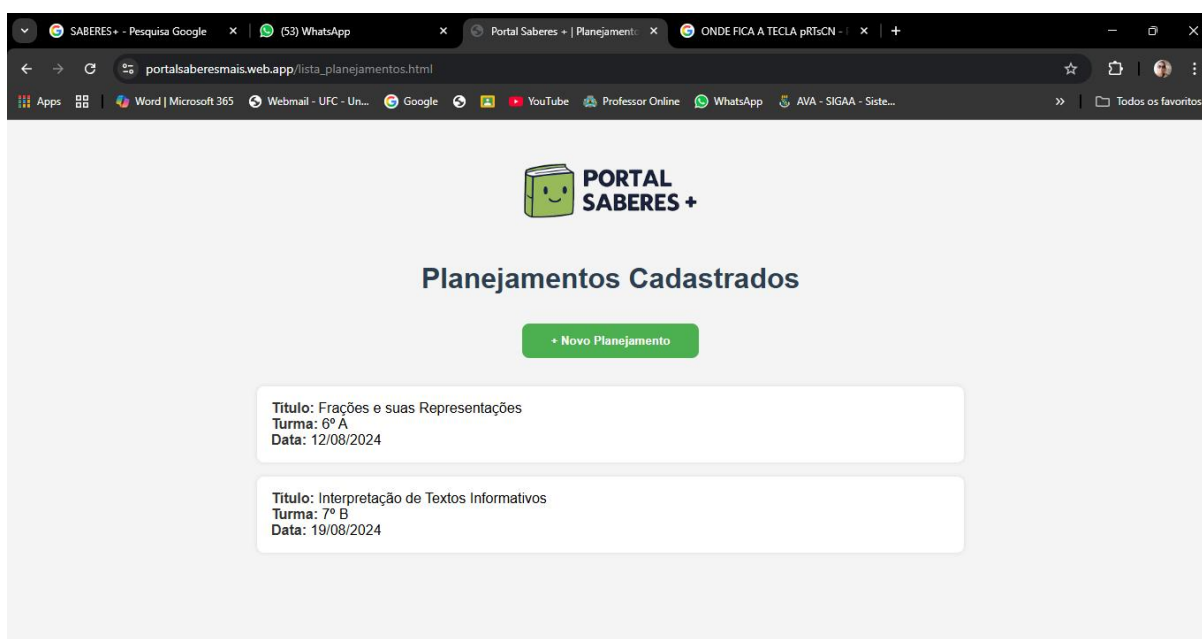 SABERES+ - Pesquisa Google
(53) WhatsApp
Portal Saberes + | Planejamento
ONDE FICA A TECLA pRTsCN -
portalsaberesmais.web.app/lista_planejamentos.html
Apps
Word | Microsoft 365
Webmail - UFC - Un...
Google
YouTube
Professor Online
WhatsApp
AVA - SIGAA - Siste...
Todos os favoritos
PORTAL
SABERES +
Planejamentos Cadastrados
+ Novo Planejamento
Título: Frações e suas Representações
Turma: 6º A
Data: 12/08/2024
Título: Interpretação de Textos Informativos
Turma: 7º B
Data: 19/08/2024